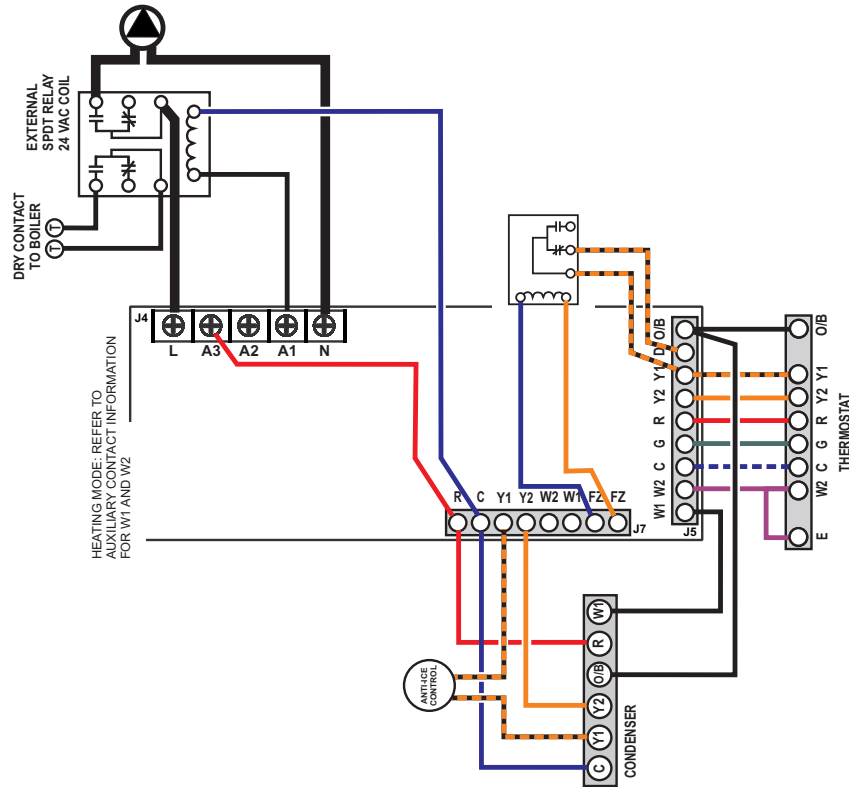 EXTERNAL
SPDT RELAY
24 VAC COIL
DRY CONTACT
TO BOILER
T
T
J4
L
A3
A2
A1
N
HEATING MODE: REFER TO
AUXILIARY CONTACT INFORMATION
FOR W1 AND W2
R
C
Y1
Y2
W2
W1
FZ
FZ
J7
O/B
D
Y1
Y2
R
G
C
W2
W1
J5
O/B
Y1
Y2
R
G
C
W2
E
THERMOSTAT
ANTI-ICE
CONTROL
W1
R
O/B
Y2
Y1
C
CONDENSER